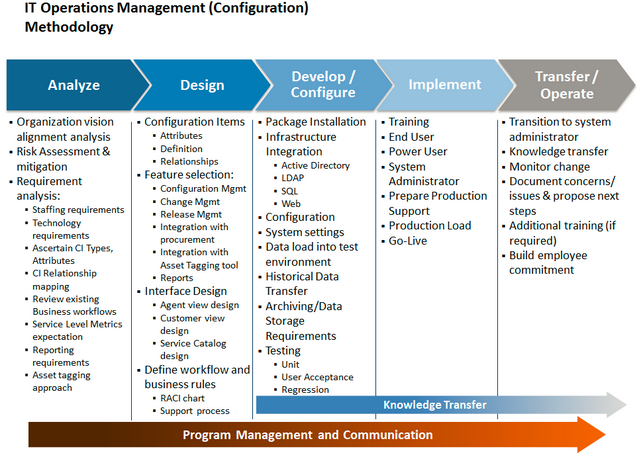 IT Operations Management (Configuration)
Methodology
Analyze
Design
Develop /
Configure
Implement
Transfer /
Operate
▪ Organization vision
alignment analysis
▪ Risk Assessment &
mitigation
▪ Requirement
analysis:
▪ Staffing requirements
▪ Technology
requirements
▪ Ascertain CI Types,
Attributes
▪ CI Relationship
mapping
▪ Review existing
Business workflows
▪ Service Level Metrics
expectation
▪ Reporting
requirements
▪ Asset tagging
approach
▪ Configuration Items
▪ Attributes
▪ Definition
▪ Relationships
▪ Feature selection:
▪ Configuration Mgmt
▪ Change Mgmt
▪ Release Mgmt
▪ Integration with
procurement
▪ Integration with
Asset Tagging tool
▪ Reports
▪ Interface Design
▪ Agent view design
▪ Customer view
design
▪ Service Catalog
design
▪ Define workflow and
business rules
▪ RACI chart
▪ Support process
▪ Package Installation
▪ Infrastructure
Integration
▪ Active Directory
▪ LDAP
▪ SQL
▪ Web
▪ Configuration
▪ System settings
▪ Data load into test
environment
▪ Historical Data
Transfer
▪ Archiving/Data
Storage
Requirements
▪ Testing
▪ Unit
▪ User Acceptance
▪ Regression
▪ Training
▪ End User
▪ Power User
▪ System
Administrator
▪ Prepare Production
Support
▪ Production Load
▪ Go-Live
▪ Transition to system
administrator
▪ Knowledge transfer
▪ Monitor change
▪ Document concerns/
issues & propose next
steps
▪ Additional training (if
required)
▪ Build employee
commitment
Knowledge Transfer
Program Management and Communication